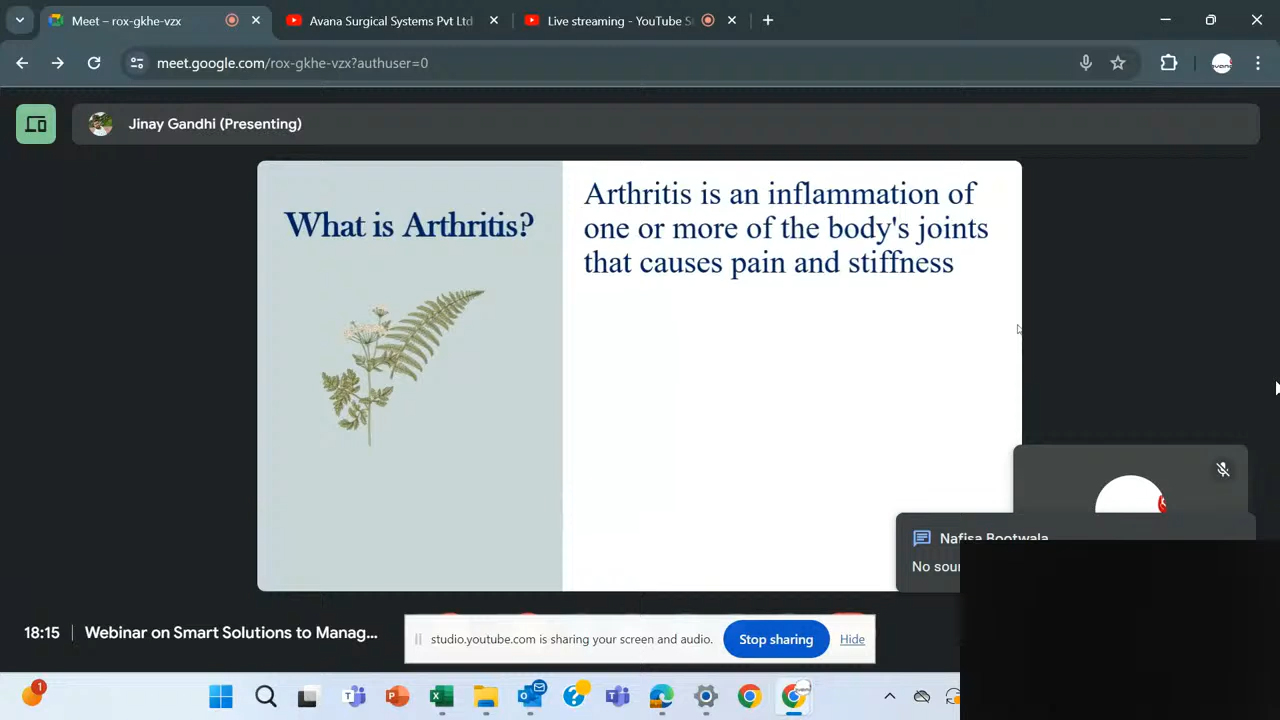 Meet – rox-gkhe-vzx
Avana Surgical Systems Pvt Ltd
Live streaming - YouTube S
meet.google.com/rox-gkhe-vzx?authuser=0
Jinay Gandhi (Presenting)
What is Arthritis?
Arthritis is an inflammation of
one or more of the body's joints
that causes pain and stiffness
Nafisa Bootwala
No sou
18:15
Webinar on Smart Solutions to Manag...
studio.youtube.com is sharing your screen and audio.
Stop sharing
Hide
1